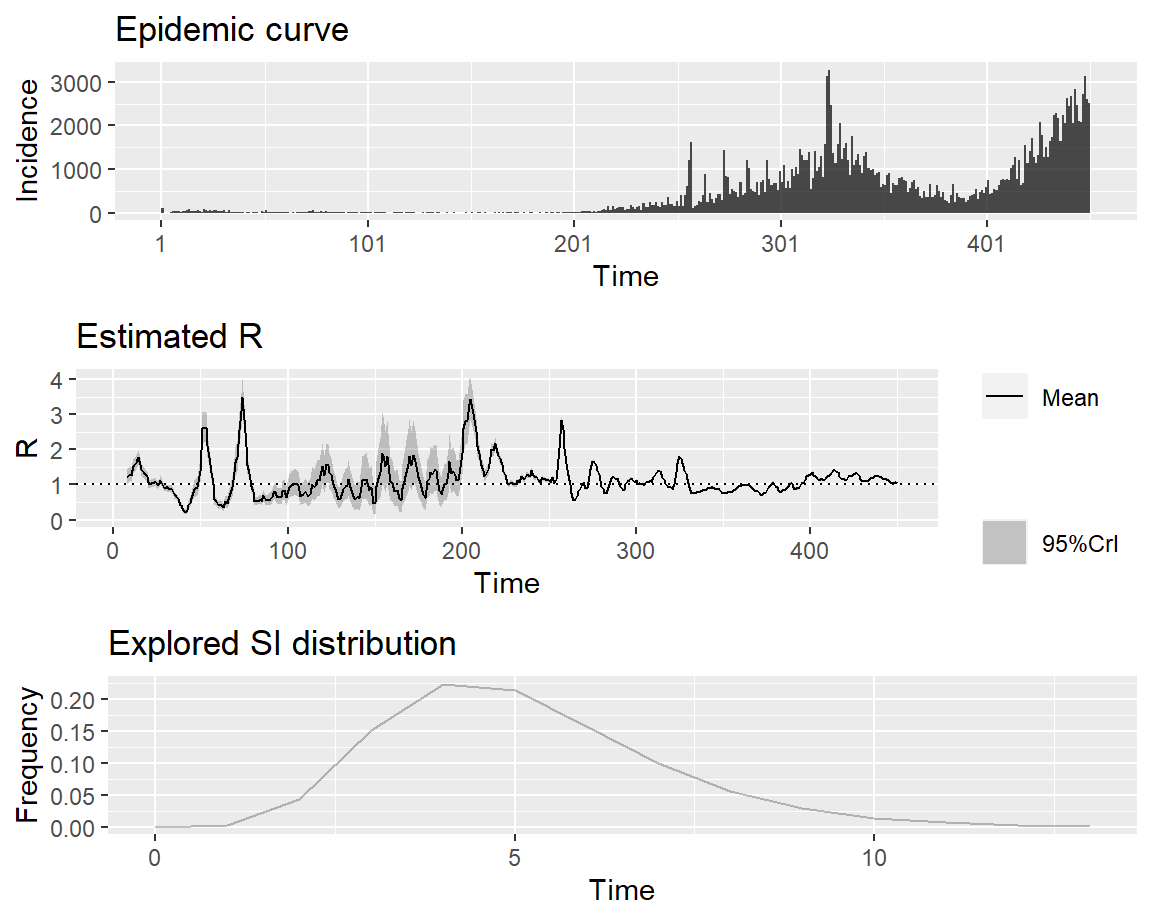 Epidemic curve
Incidence
3000
2000
1000
0
1 101 201 301 401
Time
Estimated R
R
4
3
2
1
0
0 100 200 300 400
Time
Mean
95%CrI
Explored SI distribution
Frequency
0.20
0.15
0.10
0.05
0.00
0 5 10
Time